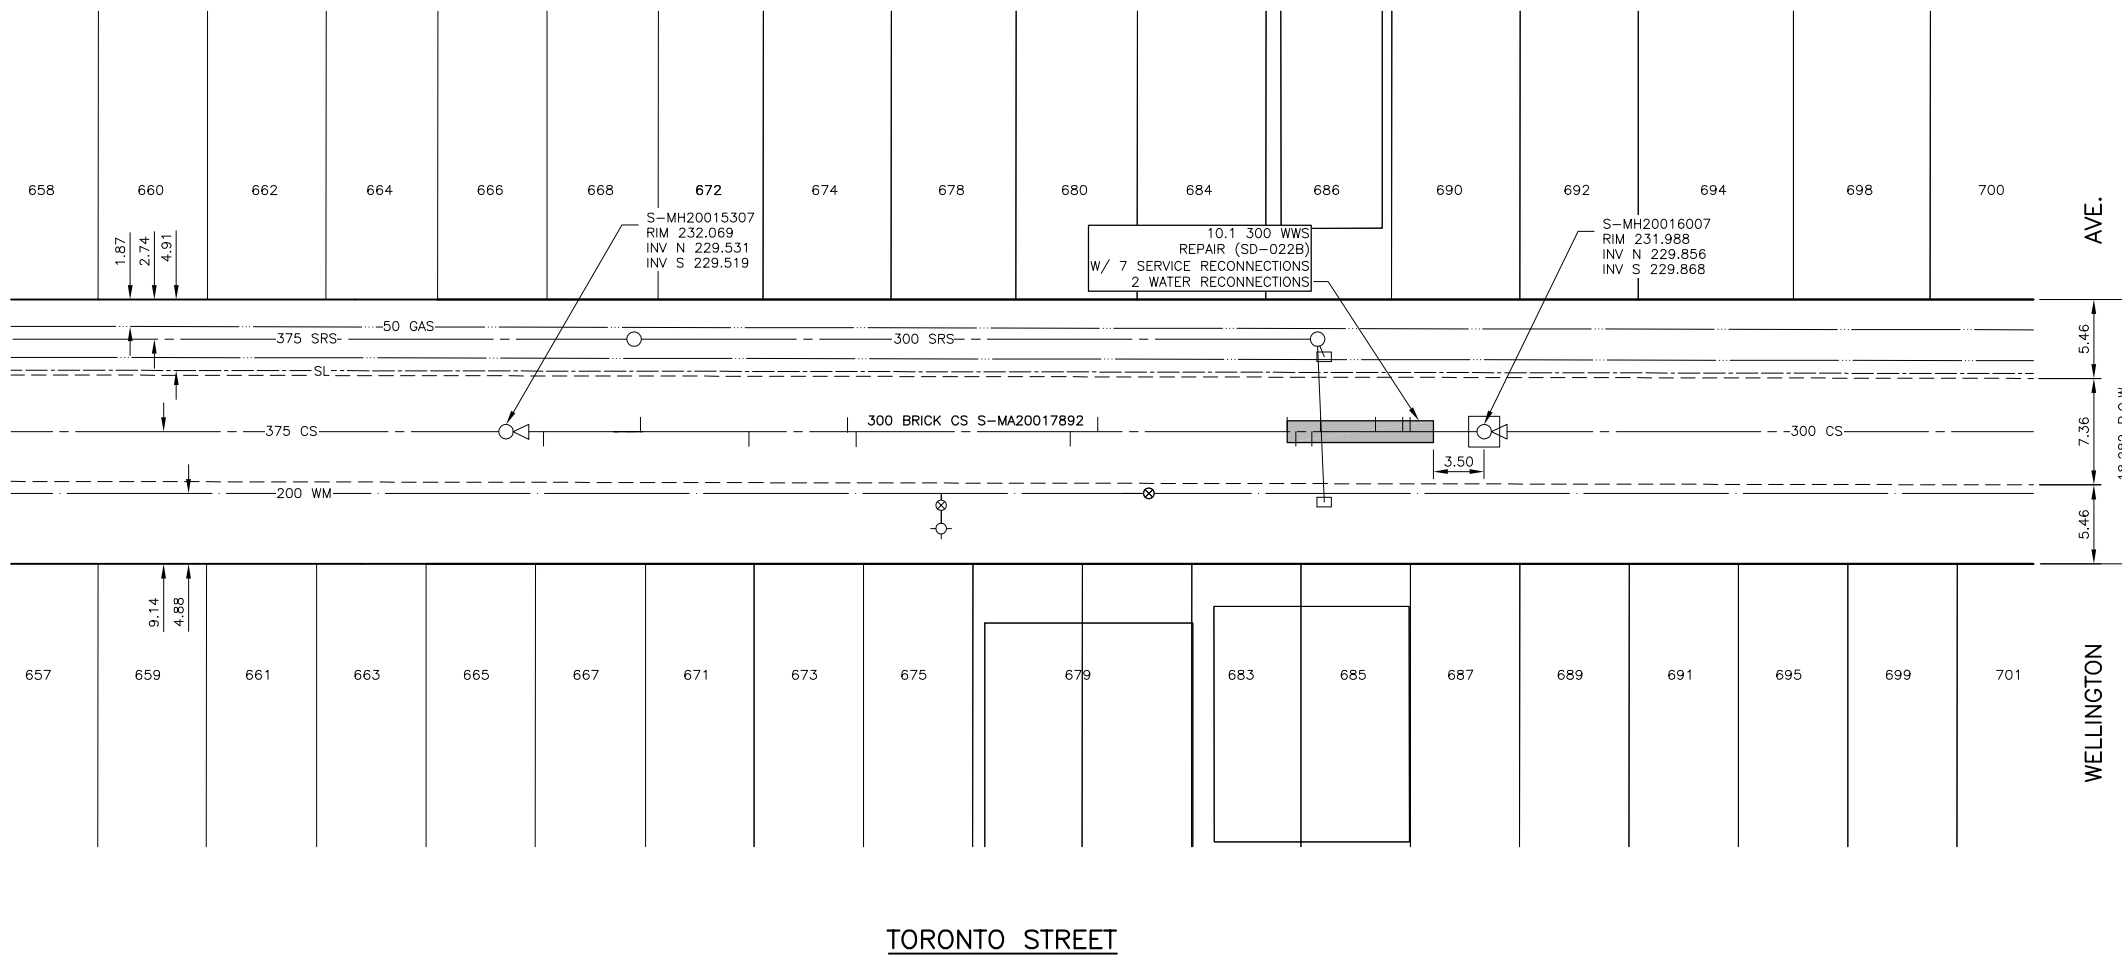 658
660
662
664
666
668
672
674
678
680
684
686
690
692
694
698
700
AVE.
S-MH20015307
RIM 232.069
INV N 229.531
INV S 229.519
10.1 300 WWS
REPAIR (SD-022B)
W/ 7 SERVICE RECONNECTIONS
2 WATER RECONNECTIONS
S-MH20016007
RIM 231.988
INV N 229.856
INV S 229.868
1.87
2.74
4.91
50 GAS
375 SRS
300 SRS
SL
375 CS
300 BRICK CS S-MA20017892
300 CS
3.50
200 WM
5.46
7.36
5.46
9.14
4.88
657
659
661
663
665
667
671
673
675
679
683
685
687
689
691
695
699
701
WELLINGTON
TORONTO STREET